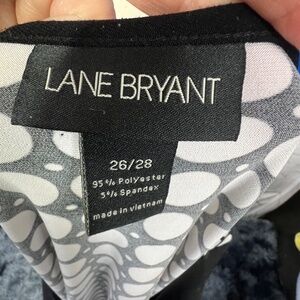 LANE BRYANT
26/28
95% Polyester
5% Spandex
made in vietnam